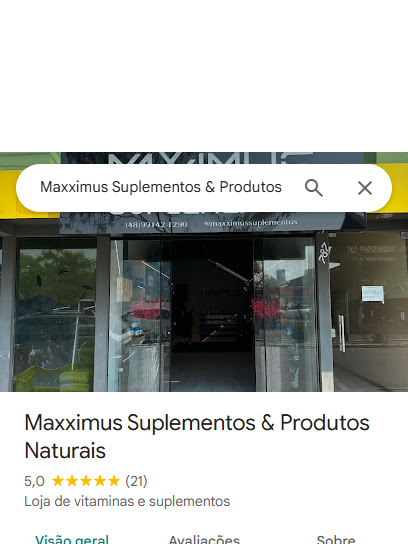 MAXXIMUS
Maxximus Suplementos & Produtos
(48)99142-1290 @maxximussuplementos
Maxximus Suplementos & Produtos
Naturais
5,0 (21)
Loja de vitaminas e suplementos
Visão geral Avaliações Sobre